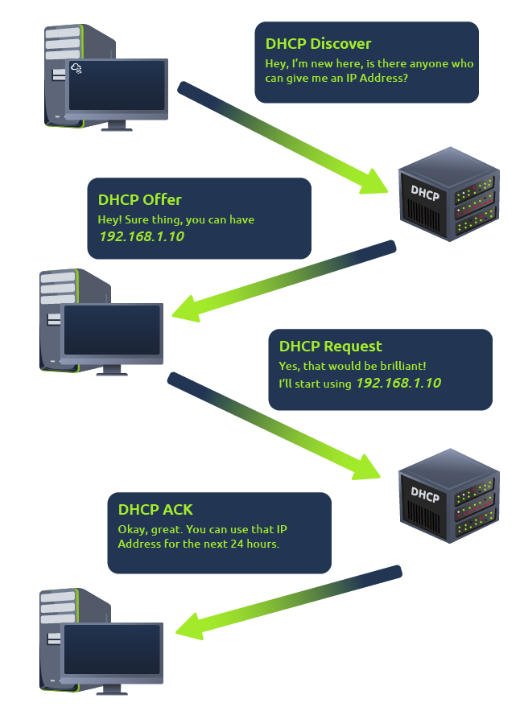 DHCP Discover
Hey, I'm new here, is there anyone who
can give me an IP Address?
DHCP
DHCP Offer
Hey! Sure thing, you can have
192.168.1.10
DHCP Request
Yes, that would be brilliant!
I'll start using 192.168.1.10
DHCP
DHCP ACK
Okay, great. You can use that IP
Address for the next 24 hours.